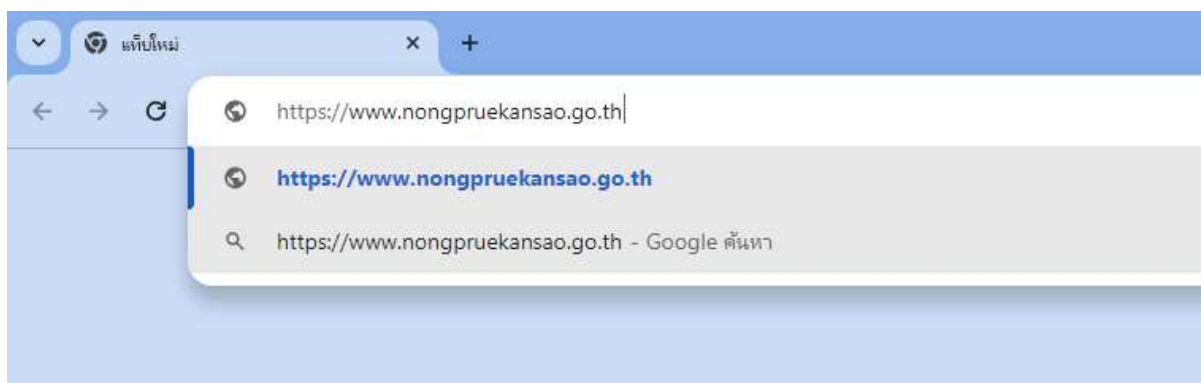 แท็บใหม่
https://www.nongpruekansao.go.th
https://www.nongpruekansao.go.th
https://www.nongpruekansao.go.th - Google ค้นหา